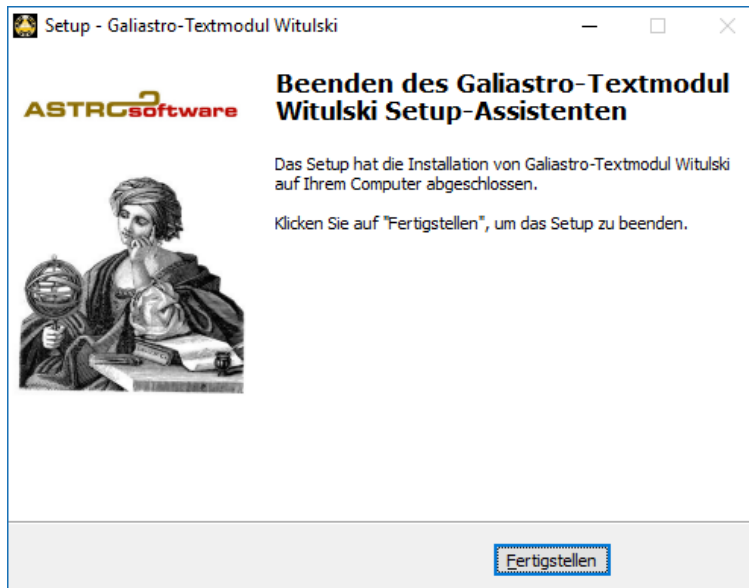 Setup - Galiastro-Textmodul Witulski
ASTROsoftware
Beenden des Galiastro-Textmodul
Witulski Setup-Assistenten
Das Setup hat die Installation von Galiastro-Textmodul Witulski
auf Ihrem Computer abgeschlossen.
Klicken Sie auf "Fertigstellen", um das Setup zu beenden.
Fertigstellen